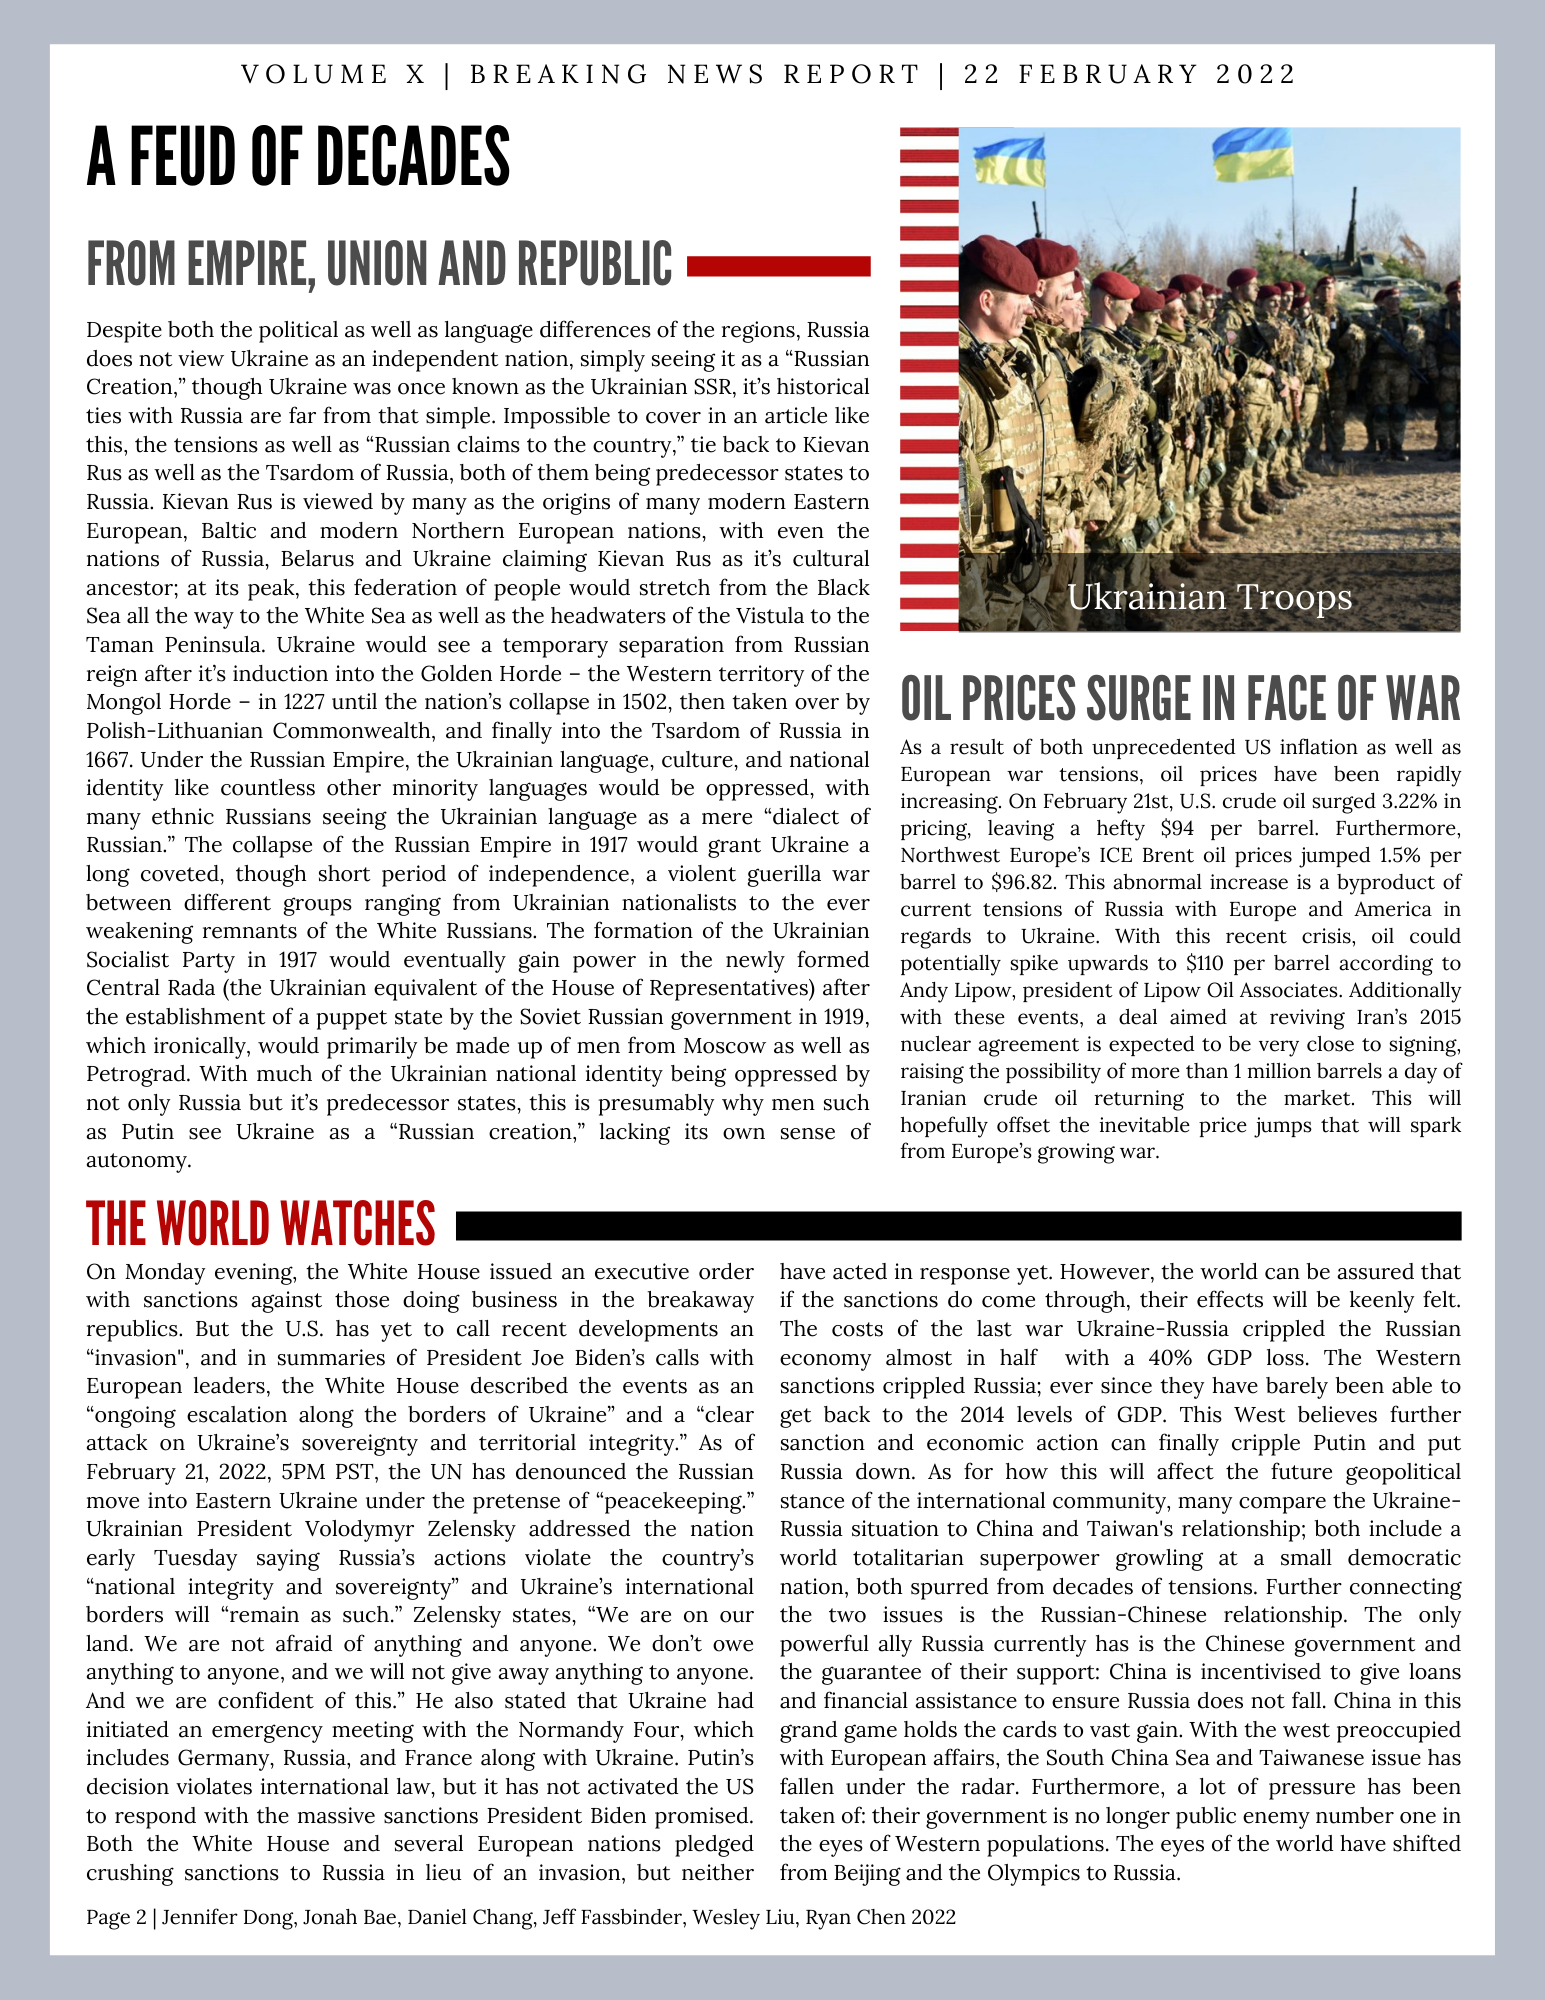 VOLUME X | BREAKING NEWS REPORT | 22 FEBRUARY 2022
A FEUD OF DECADES
FROM EMPIRE, UNION AND REPUBLIC
Despite both the political as well as language differences of the regions, Russia
does not view Ukraine as an independent nation, simply seeing it as a “Russian
Creation,” though Ukraine was once known as the Ukrainian SSR, it’s historical
ties with Russia are far from that simple. Impossible to cover in an article like
this, the tensions as well as “Russian claims to the country,” tie back to Kievan
Rus as well as the Tsardom of Russia, both of them being predecessor states to
Russia. Kievan Rus is viewed by many as the origins of many modern Eastern
European, Baltic and modern Northern European nations, with even the
nations of Russia, Belarus and Ukraine claiming Kievan Rus as it’s cultural
ancestor; at its peak, this federation of people would stretch from the Black
Sea all the way to the White Sea as well as the headwaters of the Vistula to the
Taman Peninsula. Ukraine would see a temporary separation from Russian
reign after it’s induction into the Golden Horde – the Western territory of the
Mongol Horde – in 1227 until the nation’s collapse in 1502, then taken over by
Polish-Lithuanian Commonwealth, and finally into the Tsardom of Russia in
1667. Under the Russian Empire, the Ukrainian language, culture, and national
identity like countless other minority languages would be oppressed, with
many ethnic Russians seeing the Ukrainian language as a mere “dialect of
Russian.” The collapse of the Russian Empire in 1917 would grant Ukraine a
long coveted, though short period of independence, a violent guerilla war
between different groups ranging from Ukrainian nationalists to the ever
weakening remnants of the White Russians. The formation of the Ukrainian
Socialist Party in 1917 would eventually gain power in the newly formed
Central Rada (the Ukrainian equivalent of the House of Representatives) after
the establishment of a puppet state by the Soviet Russian government in 1919,
which ironically, would primarily be made up of men from Moscow as well as
Petrograd. With much of the Ukrainian national identity being oppressed by
not only Russia but it’s predecessor states, this is presumably why men such
as Putin see Ukraine as a “Russian creation,” lacking its own sense of
autonomy.
Ukrainian Troops
OIL PRICES SURGE IN FACE OF WAR
As a result of both unprecedented US inflation as well as
European war tensions, oil prices have been rapidly
increasing. On February 21st, U.S. crude oil surged 3.22% in
pricing, leaving a hefty $94 per barrel. Furthermore,
Northwest Europe’s ICE Brent oil prices jumped 1.5% per
barrel to $96.82. This abnormal increase is a byproduct of
current tensions of Russia with Europe and America in
regards to Ukraine. With this recent crisis, oil could
potentially spike upwards to $110 per barrel according to
Andy Lipow, president of Lipow Oil Associates. Additionally
with these events, a deal aimed at reviving Iran’s 2015
nuclear agreement is expected to be very close to signing,
raising the possibility of more than 1 million barrels a day of
Iranian crude oil returning to the market. This will
hopefully offset the inevitable price jumps that will spark
from Europe’s growing war.
THE WORLD WATCHES
On Monday evening, the White House issued an executive order
with sanctions against those doing business in the breakaway
republics. But the U.S. has yet to call recent developments an
“invasion", and in summaries of President Joe Biden’s calls with
European leaders, the White House described the events as an
“ongoing escalation along the borders of Ukraine” and a “clear
attack on Ukraine’s sovereignty and territorial integrity.” As of
February 21, 2022, 5PM PST, the UN has denounced the Russian
move into Eastern Ukraine under the pretense of “peacekeeping.”
Ukrainian President Volodymyr Zelensky addressed the nation
early Tuesday saying Russia’s actions violate the country’s
“national integrity and sovereignty” and Ukraine’s international
borders will “remain as such.” Zelensky states, “We are on our
land. We are not afraid of anything and anyone. We don’t owe
anything to anyone, and we will not give away anything to anyone.
And we are confident of this.” He also stated that Ukraine had
initiated an emergency meeting with the Normandy Four, which
includes Germany, Russia, and France along with Ukraine. Putin’s
decision violates international law, but it has not activated the US
to respond with the massive sanctions President Biden promised.
Both the White House and several European nations pledged
crushing sanctions to Russia in lieu of an invasion, but neither
have acted in response yet. However, the world can be assured that
if the sanctions do come through, their effects will be keenly felt.
The costs of the last war Ukraine-Russia crippled the Russian
economy almost in half with a 40% GDP loss. The Western
sanctions crippled Russia; ever since they have barely been able to
get back to the 2014 levels of GDP. This West believes further
sanction and economic action can finally cripple Putin and put
Russia down. As for how this will affect the future geopolitical
stance of the international community, many compare the Ukraine-
Russia situation to China and Taiwan's relationship; both include a
world totalitarian superpower growling at a small democratic
nation, both spurred from decades of tensions. Further connecting
the two issues is the Russian-Chinese relationship. The only
powerful ally Russia currently has is the Chinese government and
the guarantee of their support: China is incentivised to give loans
and financial assistance to ensure Russia does not fall. China in this
grand game holds the cards to vast gain. With the west preoccupied
with European affairs, the South China Sea and Taiwanese issue has
fallen under the radar. Furthermore, a lot of pressure has been
taken of: their government is no longer public enemy number one in
the eyes of Western populations. The eyes of the world have shifted
from Beijing and the Olympics to Russia.
Page 2 | Jennifer Dong, Jonah Bae, Daniel Chang, Jeff Fassbinder, Wesley Liu, Ryan Chen 2022